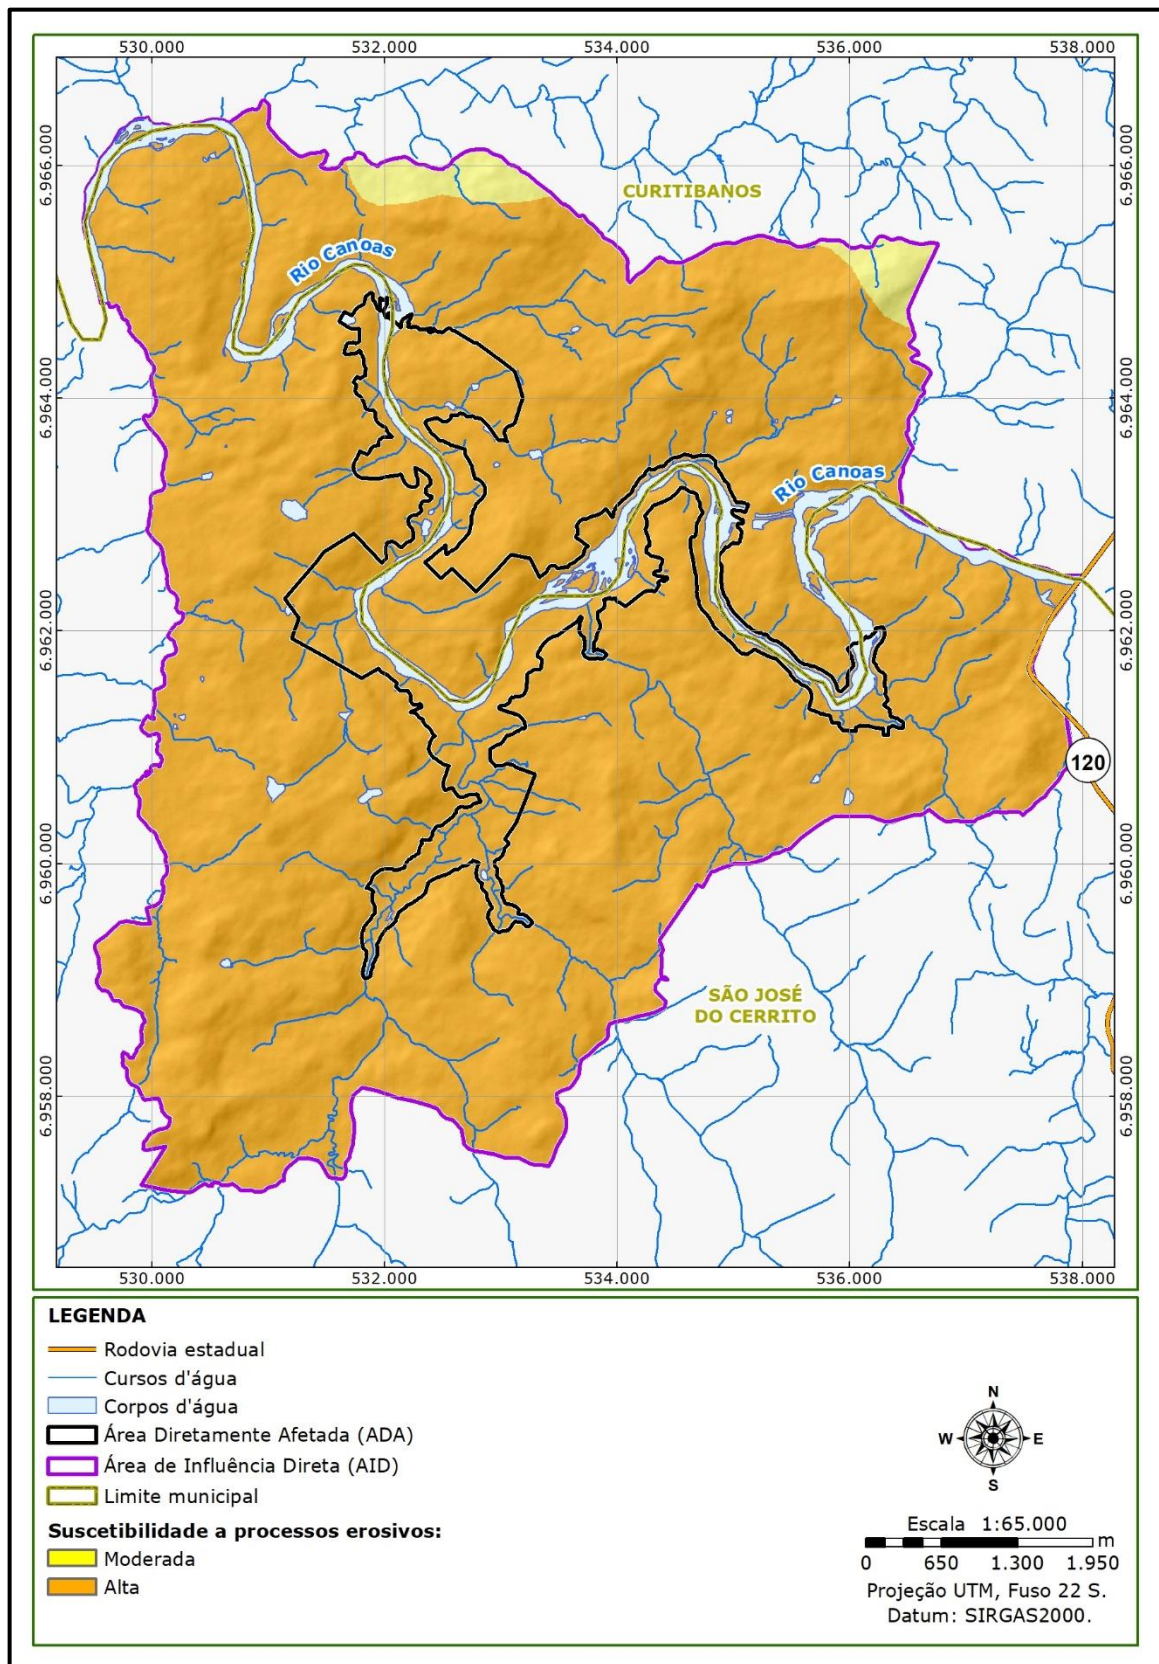 530.000 532.000 534.000 536.000 538.000
6.966.000 6.966.000
CURITIBANOS
Rio Canoas
6.964.000 6.964.000
Rio Canoas
6.962.000 6.962.000
120
6.960.000 6.960.000
SÃO JOSÉ
DO CERRITO
6.958.000 6.958.000
530.000 532.000 534.000 536.000 538.000
LEGENDA
Rodovia estadual
Cursos d'água
Corpos d'água
Área Diretamente Afetada (ADA)
Área de Influência Direta (AID)
Limite municipal
Suscetibilidade a processos erosivos:
Moderada
Alta
N
W E
S
Escala 1:65.000
m
0 650 1.300 1.950
Projeção UTM, Fuso 22 S.
Datum: SIRGAS2000.